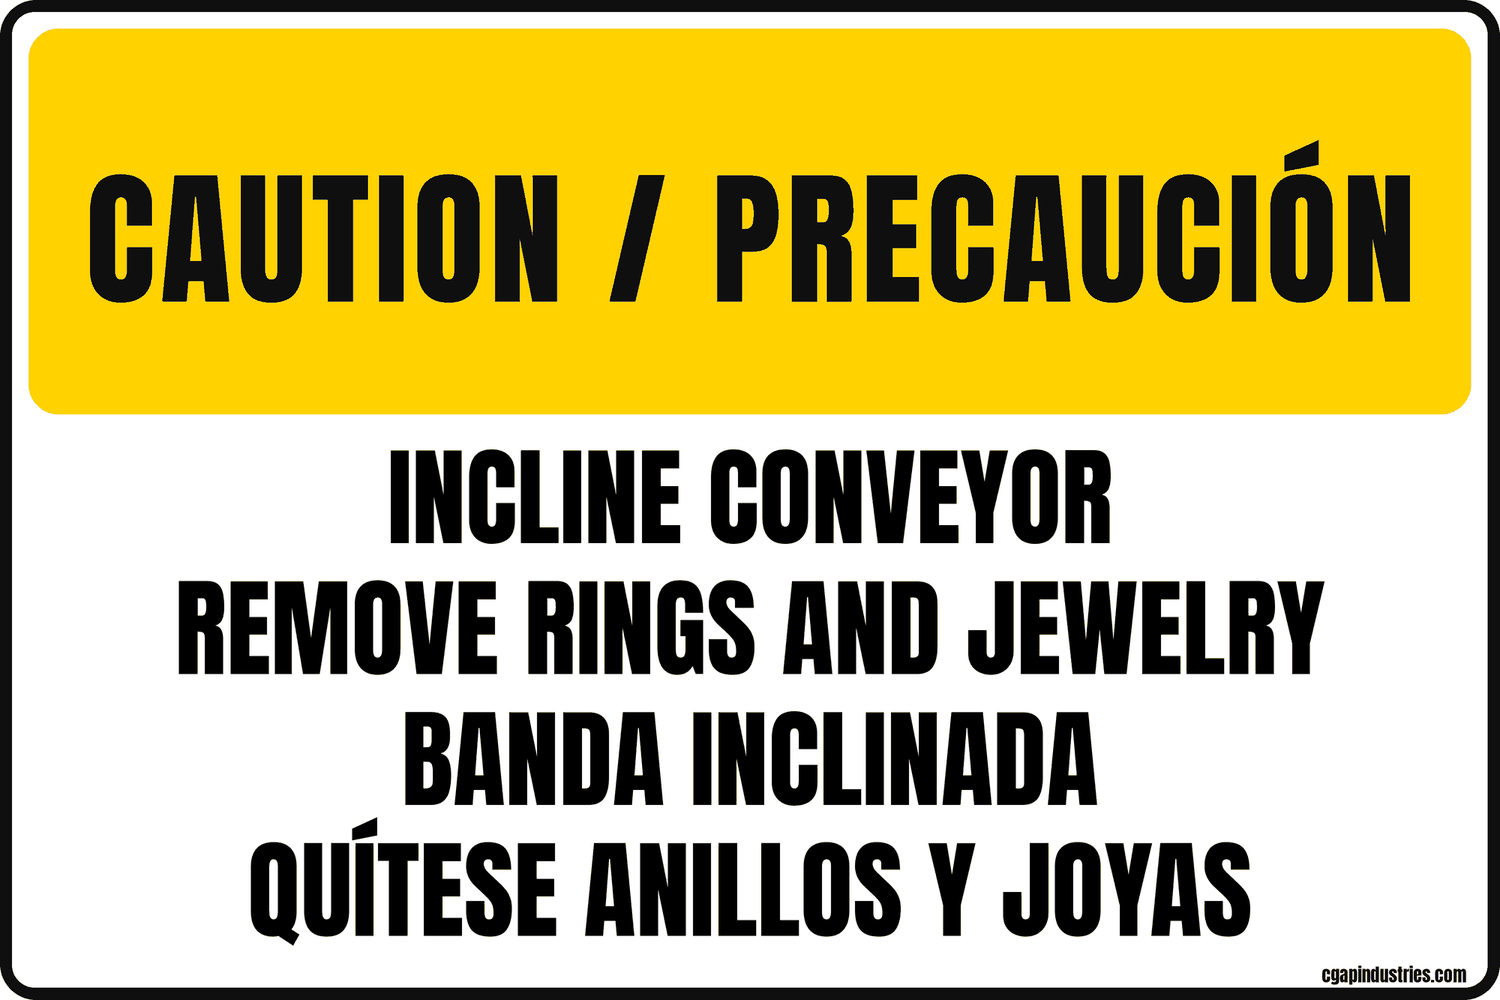 CAUTION / PRECAUCIÓN
INCLINE CONVEYOR
REMOVE RINGS AND JEWELRY
BANDA INCLINADA
QUÍTESE ANILLOS Y JOYAS
cgapindustries.com